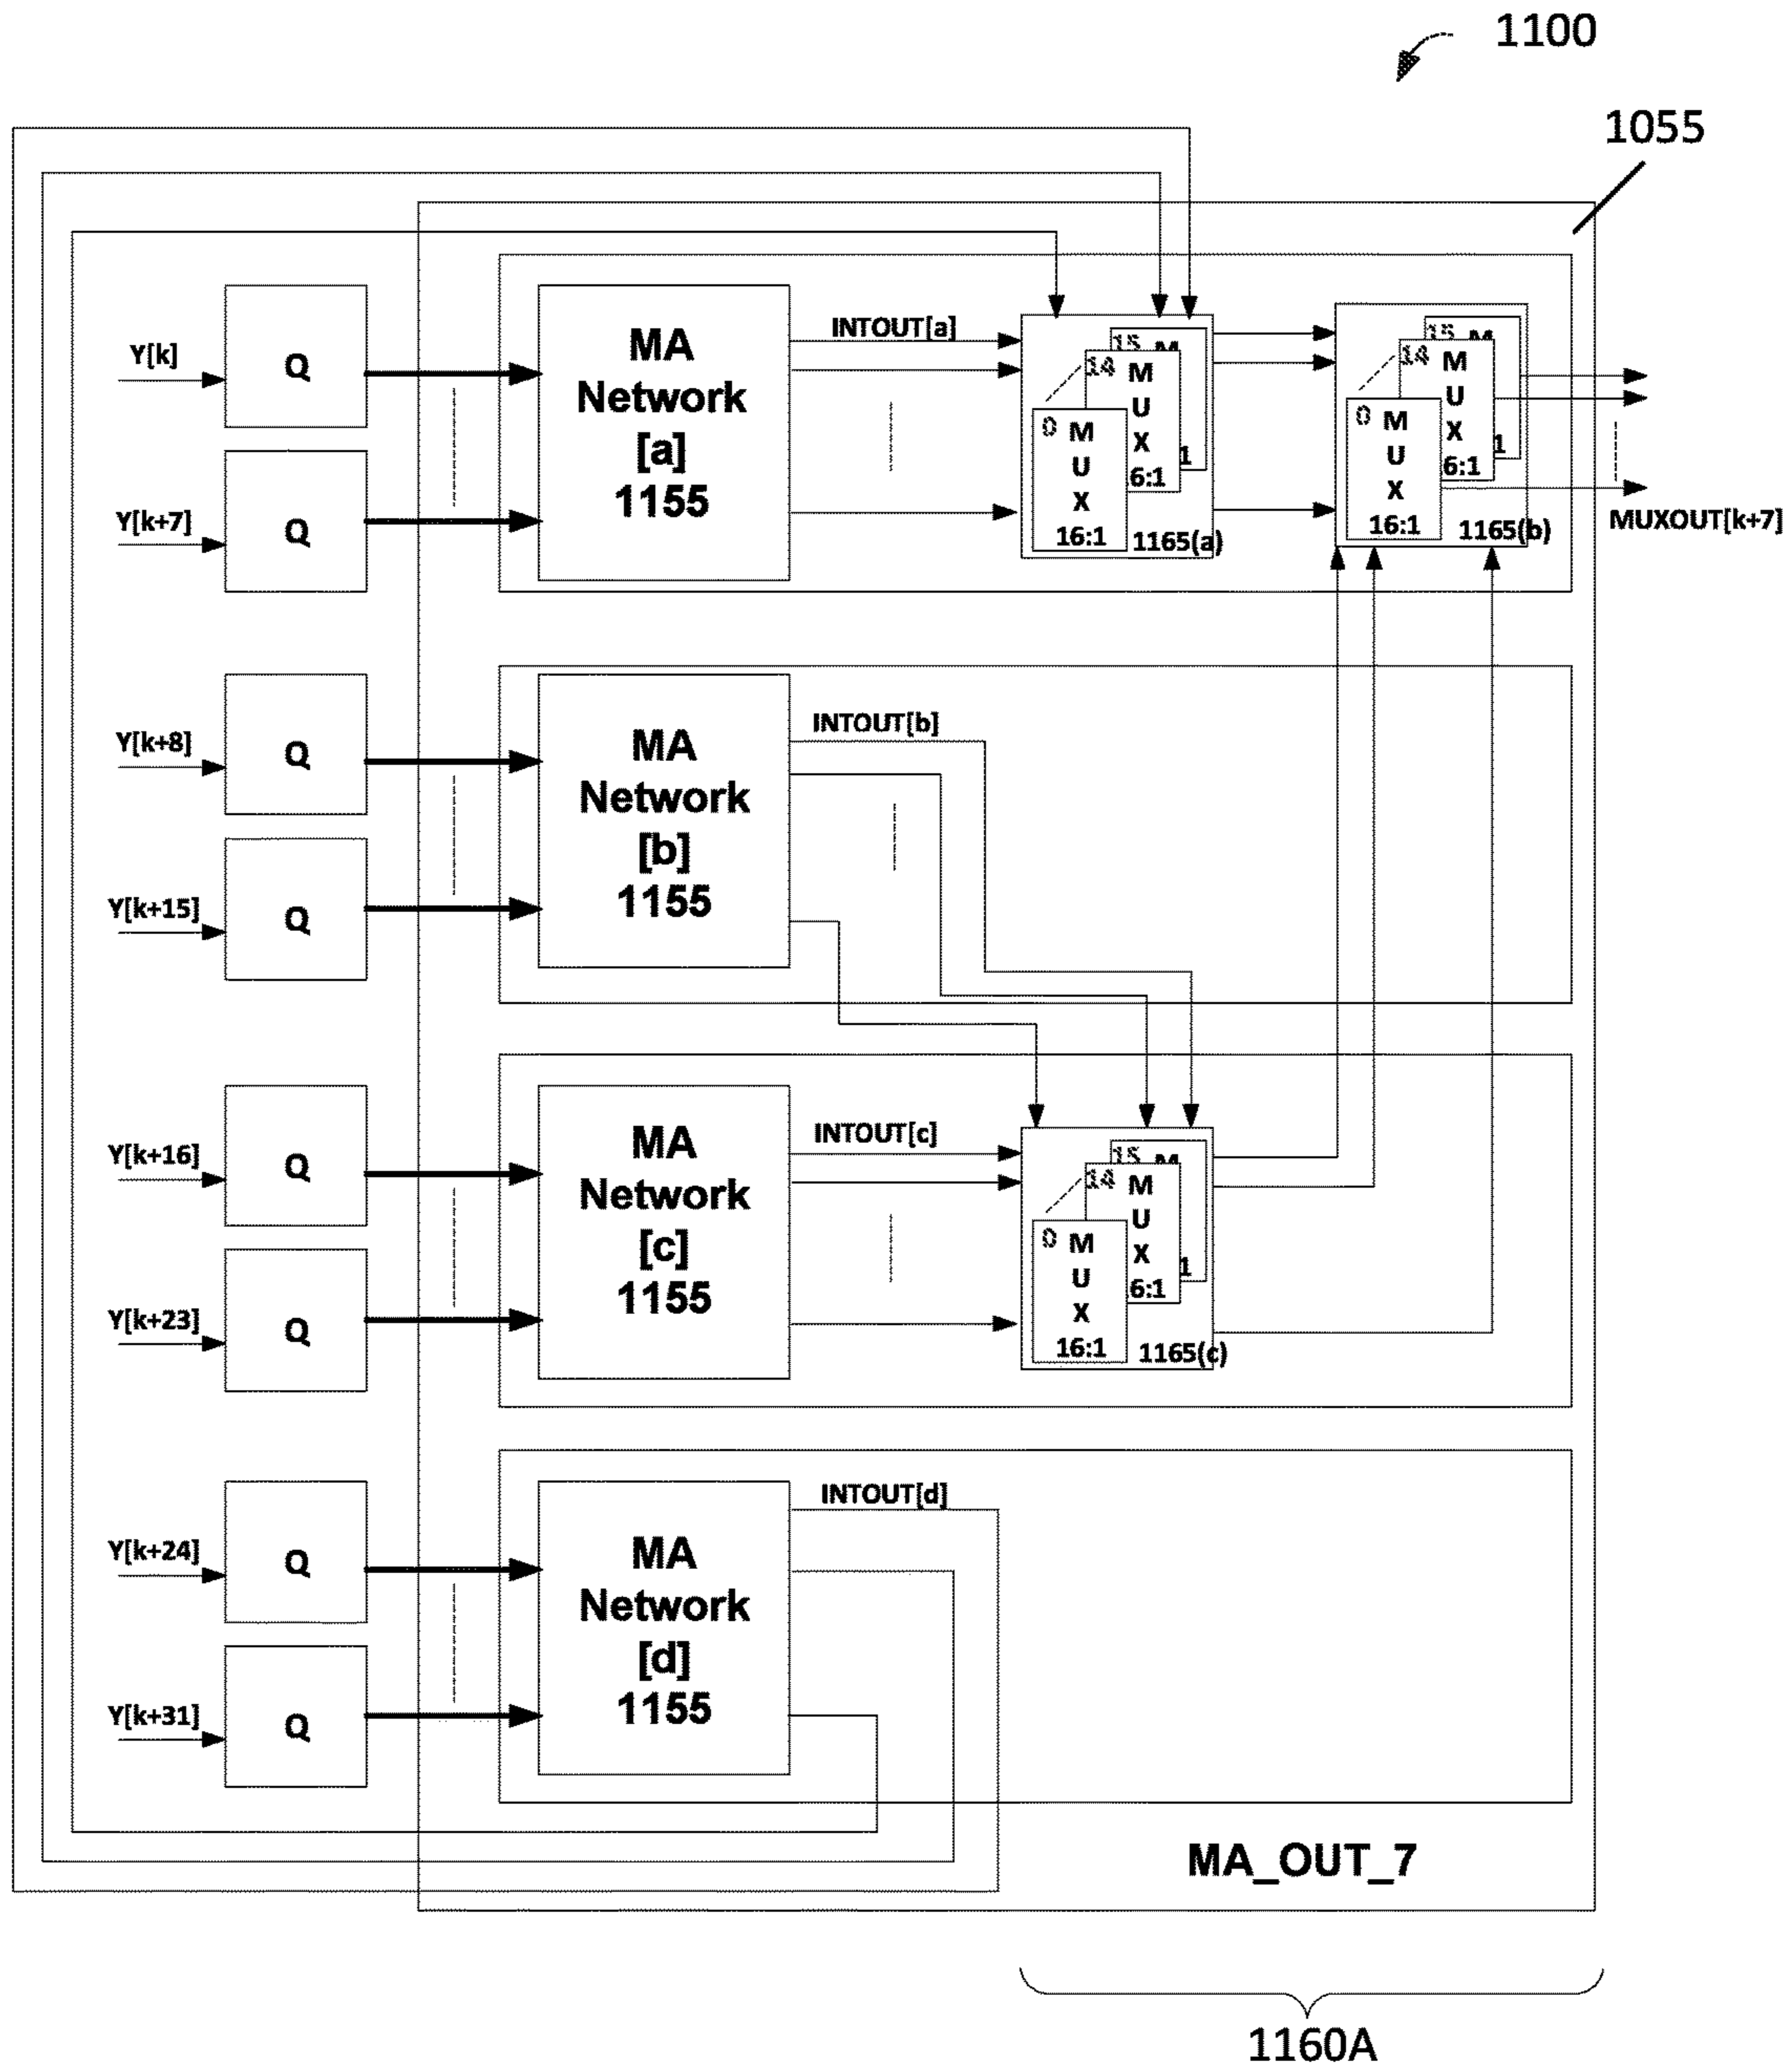 1100
1055
Y[k]
Q
Y[k+7]
Q
MA
Network
[a]
1155
INTOUT[a]
15 M
14 M
U
X
6:1
1
0 M
U
X
16:1
1165(a)
15 M
14 M
U
X
6:1
1
0 M
U
X
16:1
1165(b)
MUXOUT[k+7]
Y[k+8]
Q
Y[k+15]
Q
MA
Network
[b]
1155
INTOUT[b]
Y[k+16]
Q
Y[k+23]
Q
MA
Network
[c]
1155
INTOUT[c]
15 M
14 M
U
X
6:1
1
0 M
U
X
16:1
1165(c)
Y[k+24]
Q
Y[k+31]
Q
MA
Network
[d]
1155
INTOUT[d]
MA_OUT_7
1160A